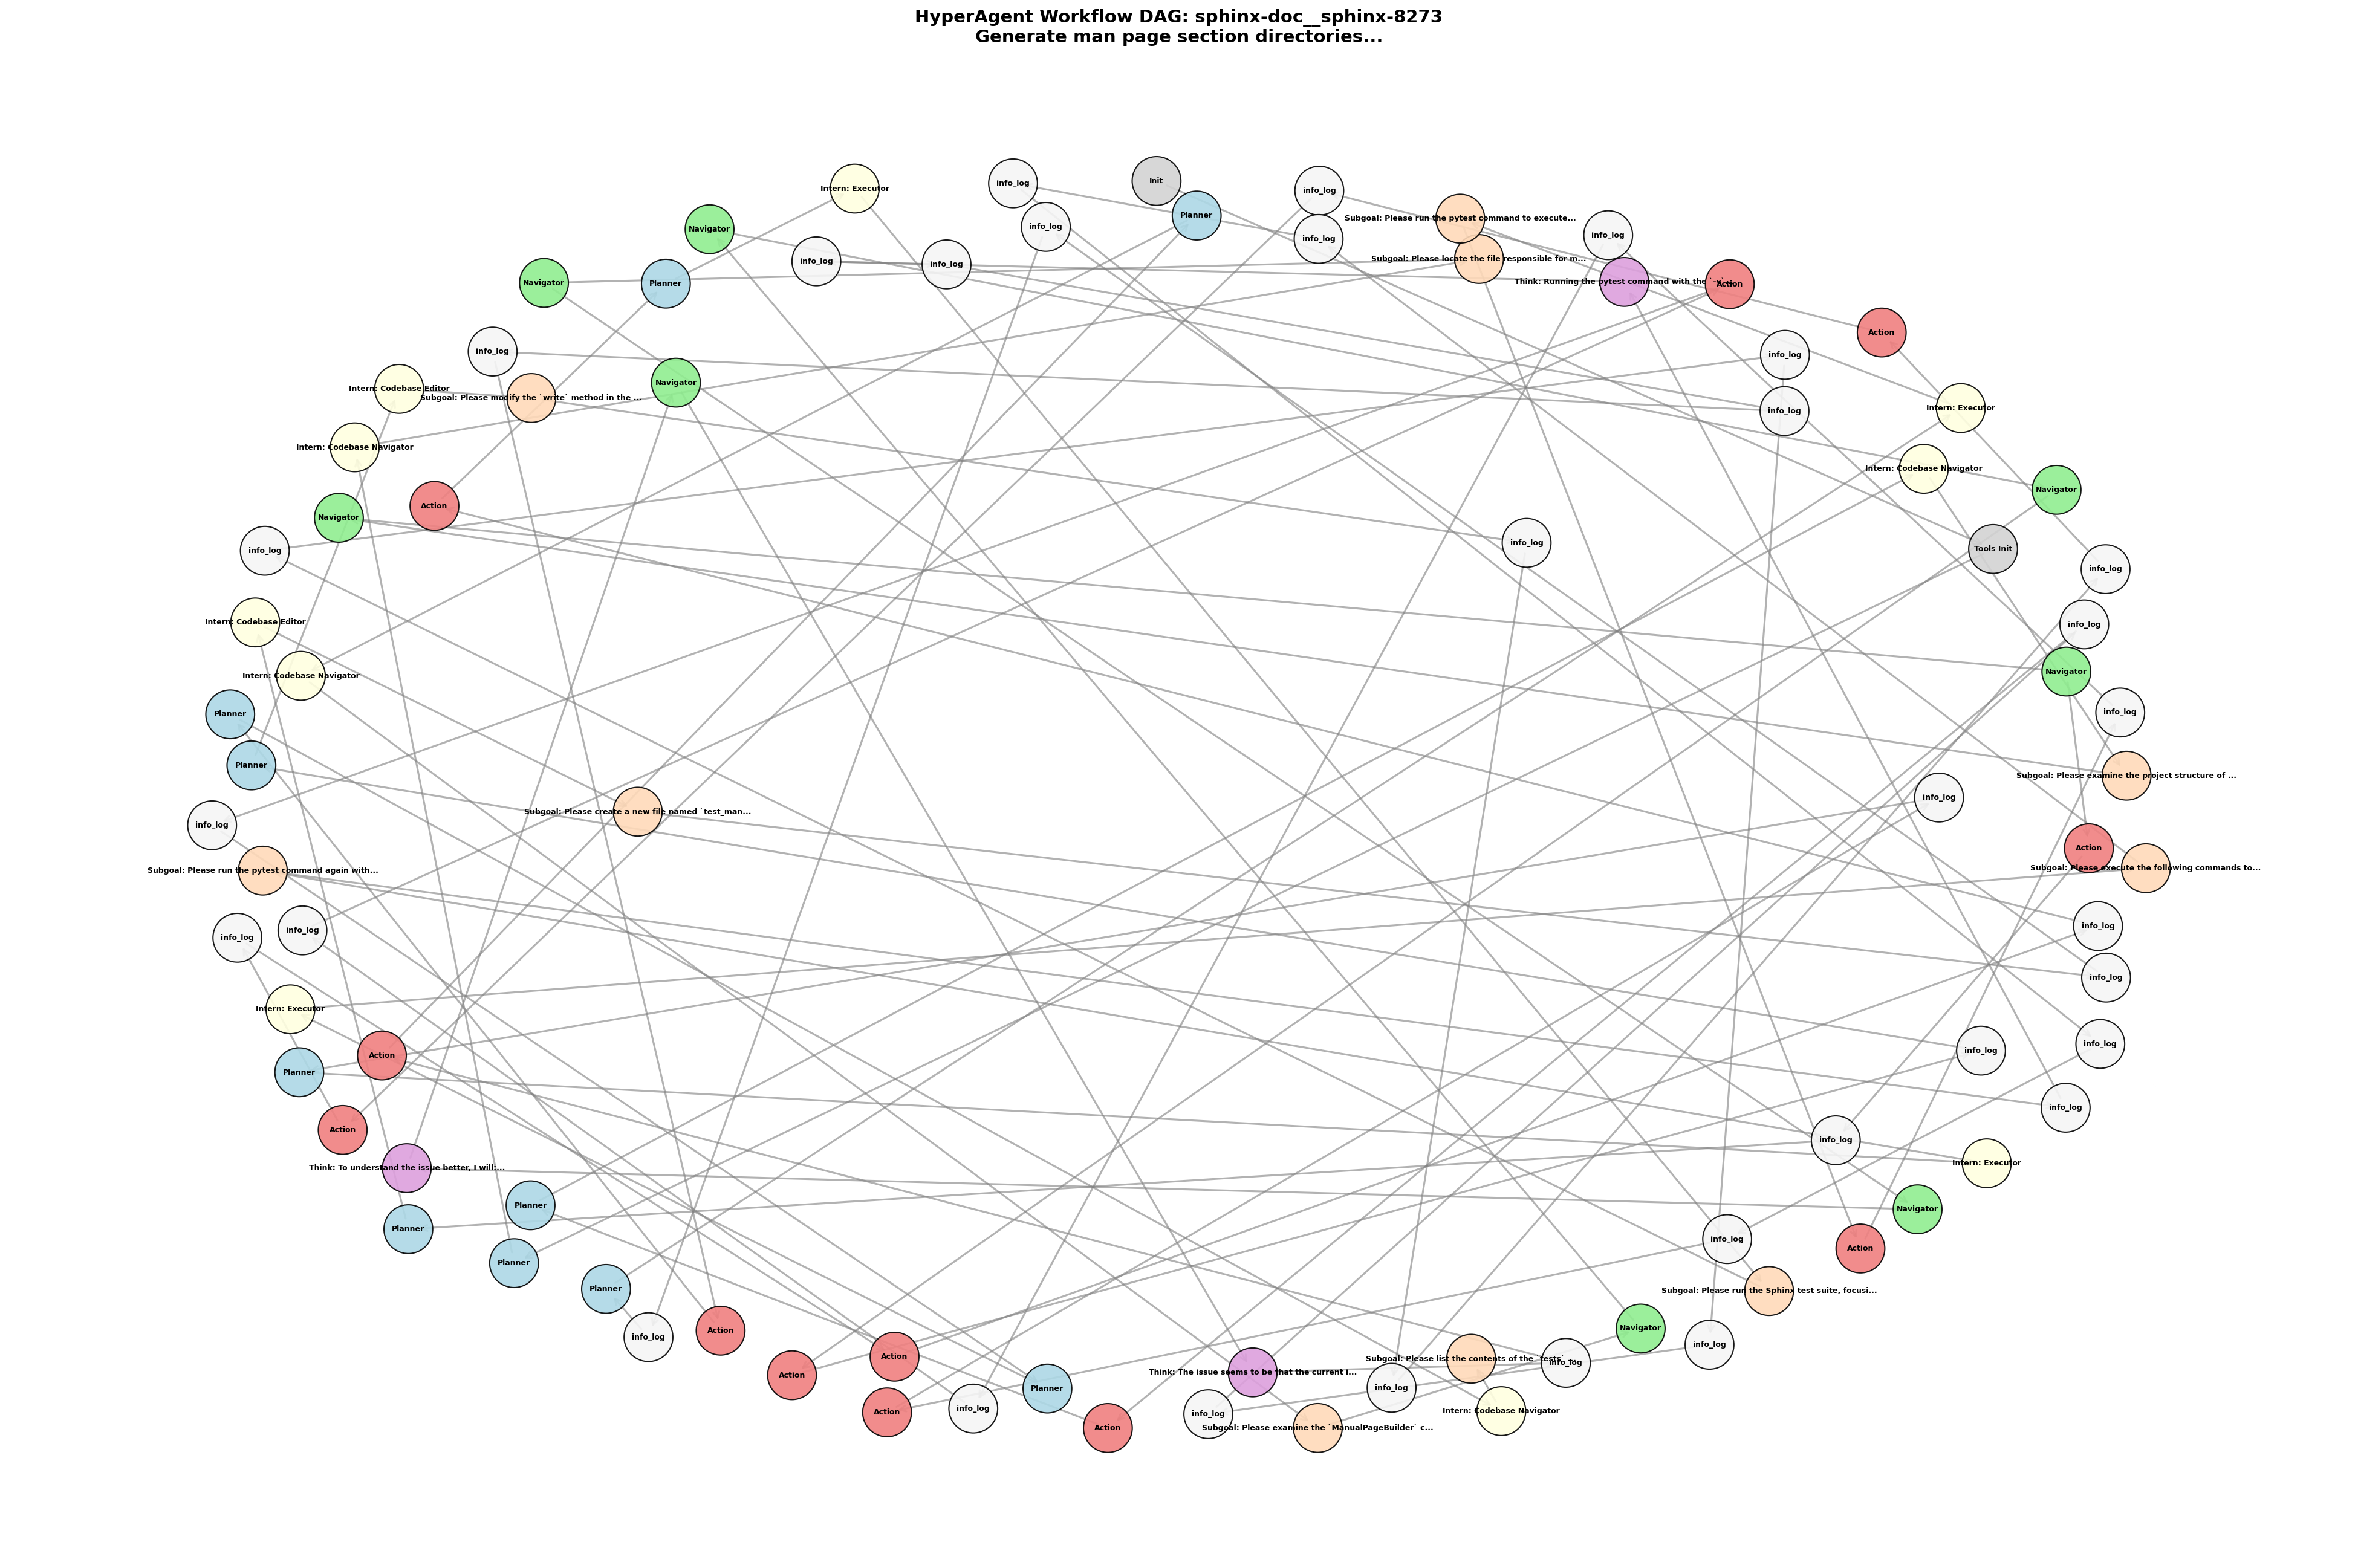 HyperAgent Workflow DAG: sphinx-doc__sphinx-8273
Generate man page section directories...
Init
info_log
Intern: Executor
info_log
Planner
Subgoal: Please run the pytest command to execute...
info_log
Navigator
info_log
info_log
Subgoal: Please locate the file responsible for m...
info_log
info_log
Navigator
Planner
Think: Running the pytest command with the
Action
Action
info_log
info_log
Navigator
Intern: Codebase Editor
Subgoal: Please modify the `write` method in the ...
Intern: Executor
info_log
Intern: Codebase Navigator
Intern: Codebase Navigator
Navigator
Action
Navigator
info_log
info_log
Tools Init
info_log
Intern: Codebase Editor
info_log
Intern: Codebase Navigator
Navigator
Planner
info_log
Planner
Subgoal: Please examine the project structure of ...
info_log
Subgoal: Please create a new file named `test_man...
info_log
Action
Subgoal: Please run the pytest command again with...
Subgoal: Please execute the following commands to...
info_log
info_log
info_log
info_log
Intern: Executor
info_log
info_log
Action
Planner
info_log
Action
info_log
Intern: Executor
Think: To understand the issue better, I will:...
Planner
Planner
Navigator
info_log
Action
Planner
Planner
Subgoal: Please run the Sphinx test suite, focusi...
info_log
Action
Navigator
info_log
Action
Subgoal: Please list the contents of the `tests`
info_log
Action
Think: The issue seems to be that the current i...
Planner
info_log
Action
info_log
Intern: Codebase Navigator
info_log
Action
Subgoal: Please examine the `ManualPageBuilder` c...